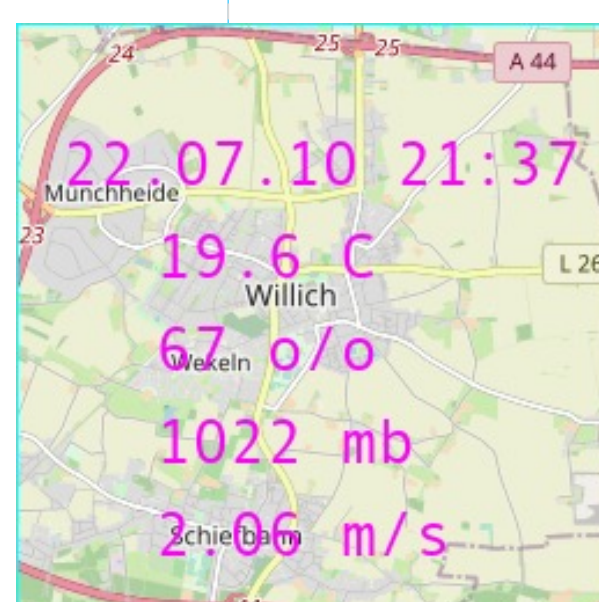 24
25
25
A 44
22.07.10 21:37
Münchheide
23
19.6 C
L 26
Willich
67 o/o
Wekeln
1022 mb
2.06 m/s
Schiefbahn